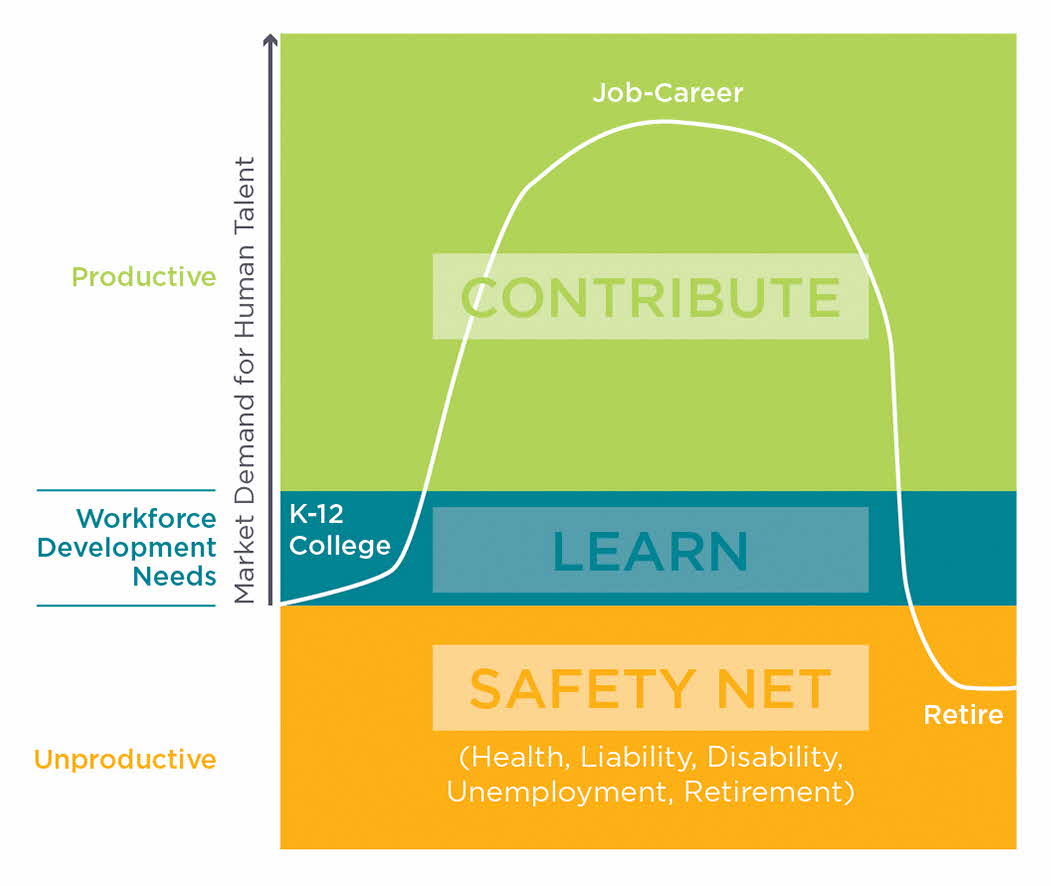 Job-Career
Market Demand for Human Talent
Productive
CONTRIBUTE
Workforce
Development
Needs
K-12
College
LEARN
SAFETY NET
Retire
Unproductive
(Health, Liability, Disability,
Unemployment, Retirement)